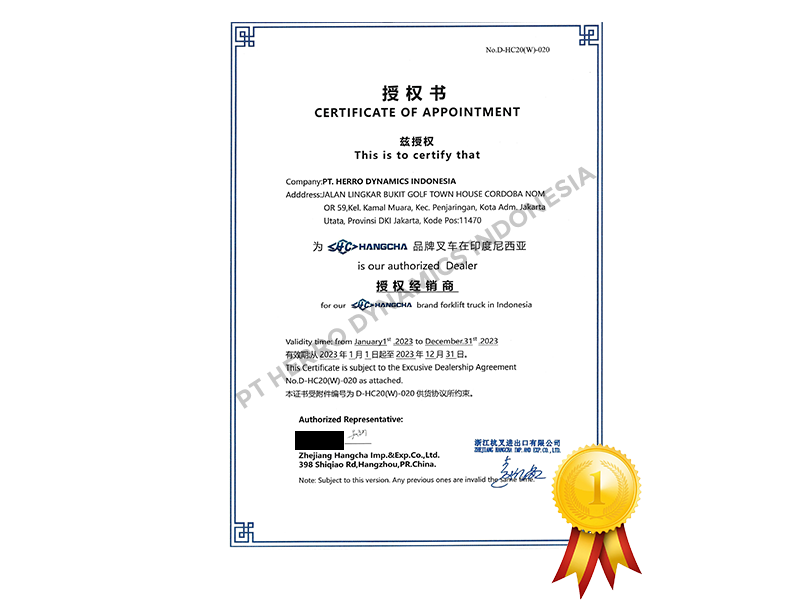 No.D-HC20(W)-020
授权书
CERTIFICATE OF APPOINTMENT
兹授权
This is to certify that
Company:PT. HERRO DYNAMICS INDONESIA
Adddress:JALAN LINGKAR BUKIT GOLF TOWN HOUSE CORDOBA NOM
OR 59,Kel. Kamal Muara, Kec. Penjaringan, Kota Adm. Jakarta
Utata, Provinsi DKI Jakarta, Kode Pos:11470
为 HC HANGCHA 品牌叉车在印度尼西亚
is our authorized Dealer
授权经销商
for our HC HANGCHA brand forklift truck in Indonesia
Validity time: from January1st ,2023 to December.31st ,2023
有效期:从 2023 年 1 月 1 日起至 2023 年 12 月 31 日。
This Certificate is subject to the Excusive Dealership Agreement
No.D-HC20(W)-020 as attached.
本证书受附件编号为 D-HC20(W)-020 供货协议所约束。
Authorized Representative:
Zhejiang Hangcha Imp.&Exp.Co.,Ltd.
398 Shiqiao Rd,Hangzhou,PR.China.
浙江杭叉进出口有限公司
ZHEJIANG HANGCHA IMP. AND EXP. CO., LTD.
Note: Subject to this version. Any previous ones are invalid the same time.
PT HERRO DYNAMICS INDONESIA
1